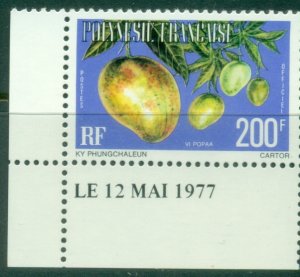 POLYNESIE FRANÇAISE
POSTES
OFFICIEL
RF
200F
VI POPAA
KY PHUNGCHALEUN
CARTOR
LE 12 MAI 1977